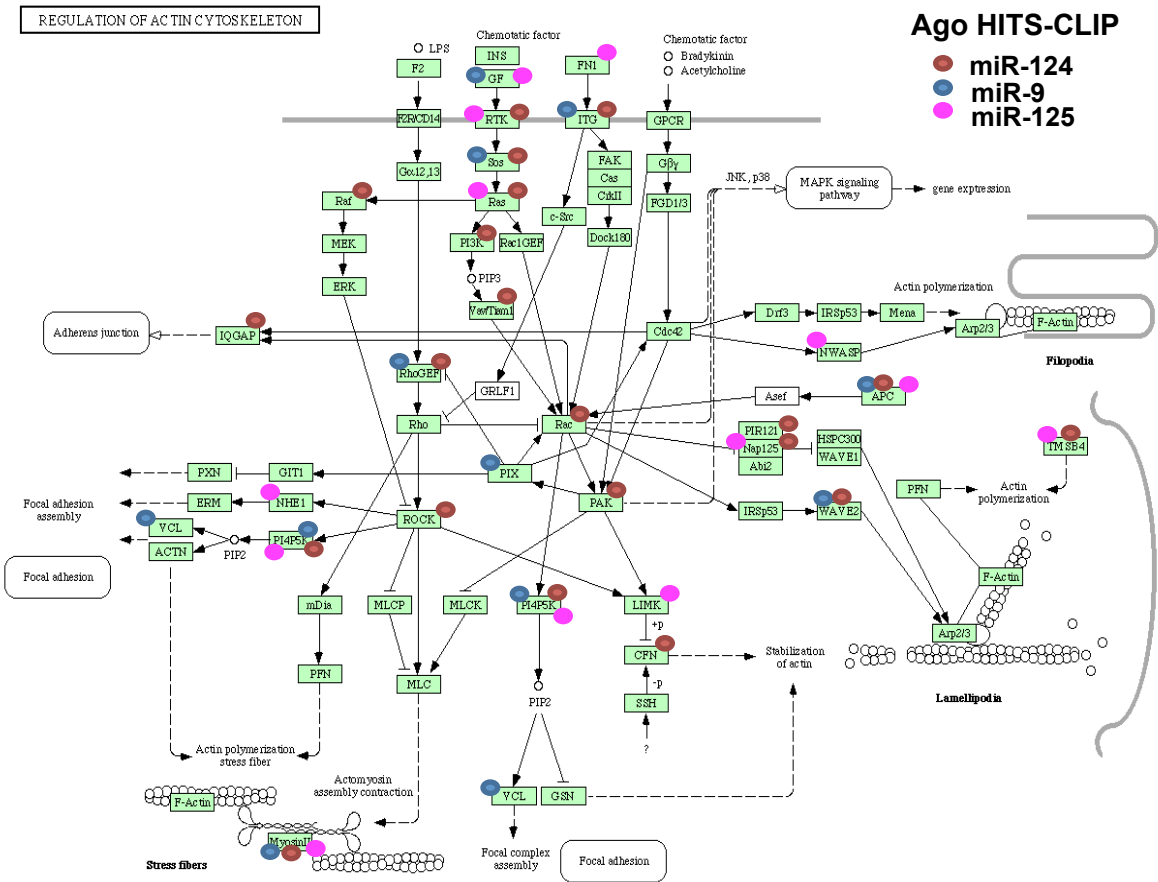 REGULATION OF ACTIN CYTOSKELETON
Ago HITS-CLIP
miR-124
miR-9
miR-125
LPS
Chemotatic factor
Chemotatic factor
Bradykinin
Acetylcholine
F2
INS
GF
FN1
F2R/CD14
RTK
ITG
GPCR
Gα12,13
Sos
FAK
Cas
CrkII
Gβγ
JNK, p38
MAPK signaling
pathway
gene exprtssion
Raf
Ras
c-Src
FGD1/3
MEK
PI3K
Rac1GEF
Dock180
ERK
PIP3
Vav/Tiam1
Actin polymerization
Adherens junction
IQGAP
Cdc42
Drf3
IRSp53
Mena
Arp2/3
F-Actin
NWASP
Filopodia
RhoGEF
GRLF1
Asef
APC
Rho
Rac
PIR121
Nap125
Abi2
HSPC300
WAVE1
TMSB4
PXN
GIT1
PIX
PFN
Actin
polymerization
Focal adhesion
assembly
ERM
NHE1
PAK
IRSp53
WAVE2
VCL
ACTN
PIP2
PI4P5K
ROCK
Focal adhesion
F-Actin
mDia
MLCP
MLCK
PI4P5K
LIMK
+p
Arp2/3
CFN
Stabilization
of actin
PFN
MLC
-p
PIP2
SSH
Lamellipodia
?
Actin polymerization
stress fiber
Actomyosin
assembly contraction
F-Actin
VCL
GSN
MyosinII
Stress fibers
Focal complex
assembly
Focal adhesion